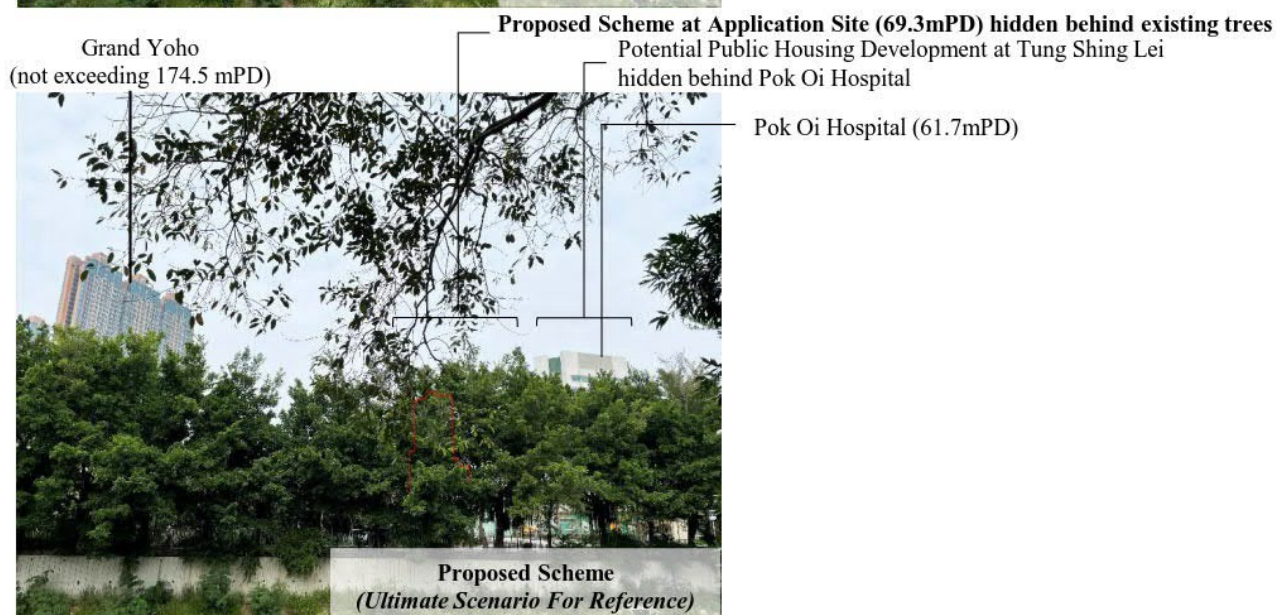 Proposed Scheme at Application Site (69.3mPD) hidden behind existing trees
Grand Yoho
(not exceeding 174.5 mPD)
Potential Public Housing Development at Tung Shing Lei
hidden behind Pok Oi Hospital
Pok Oi Hospital (61.7mPD)
Proposed Scheme
(Ultimate Scenario For Reference)